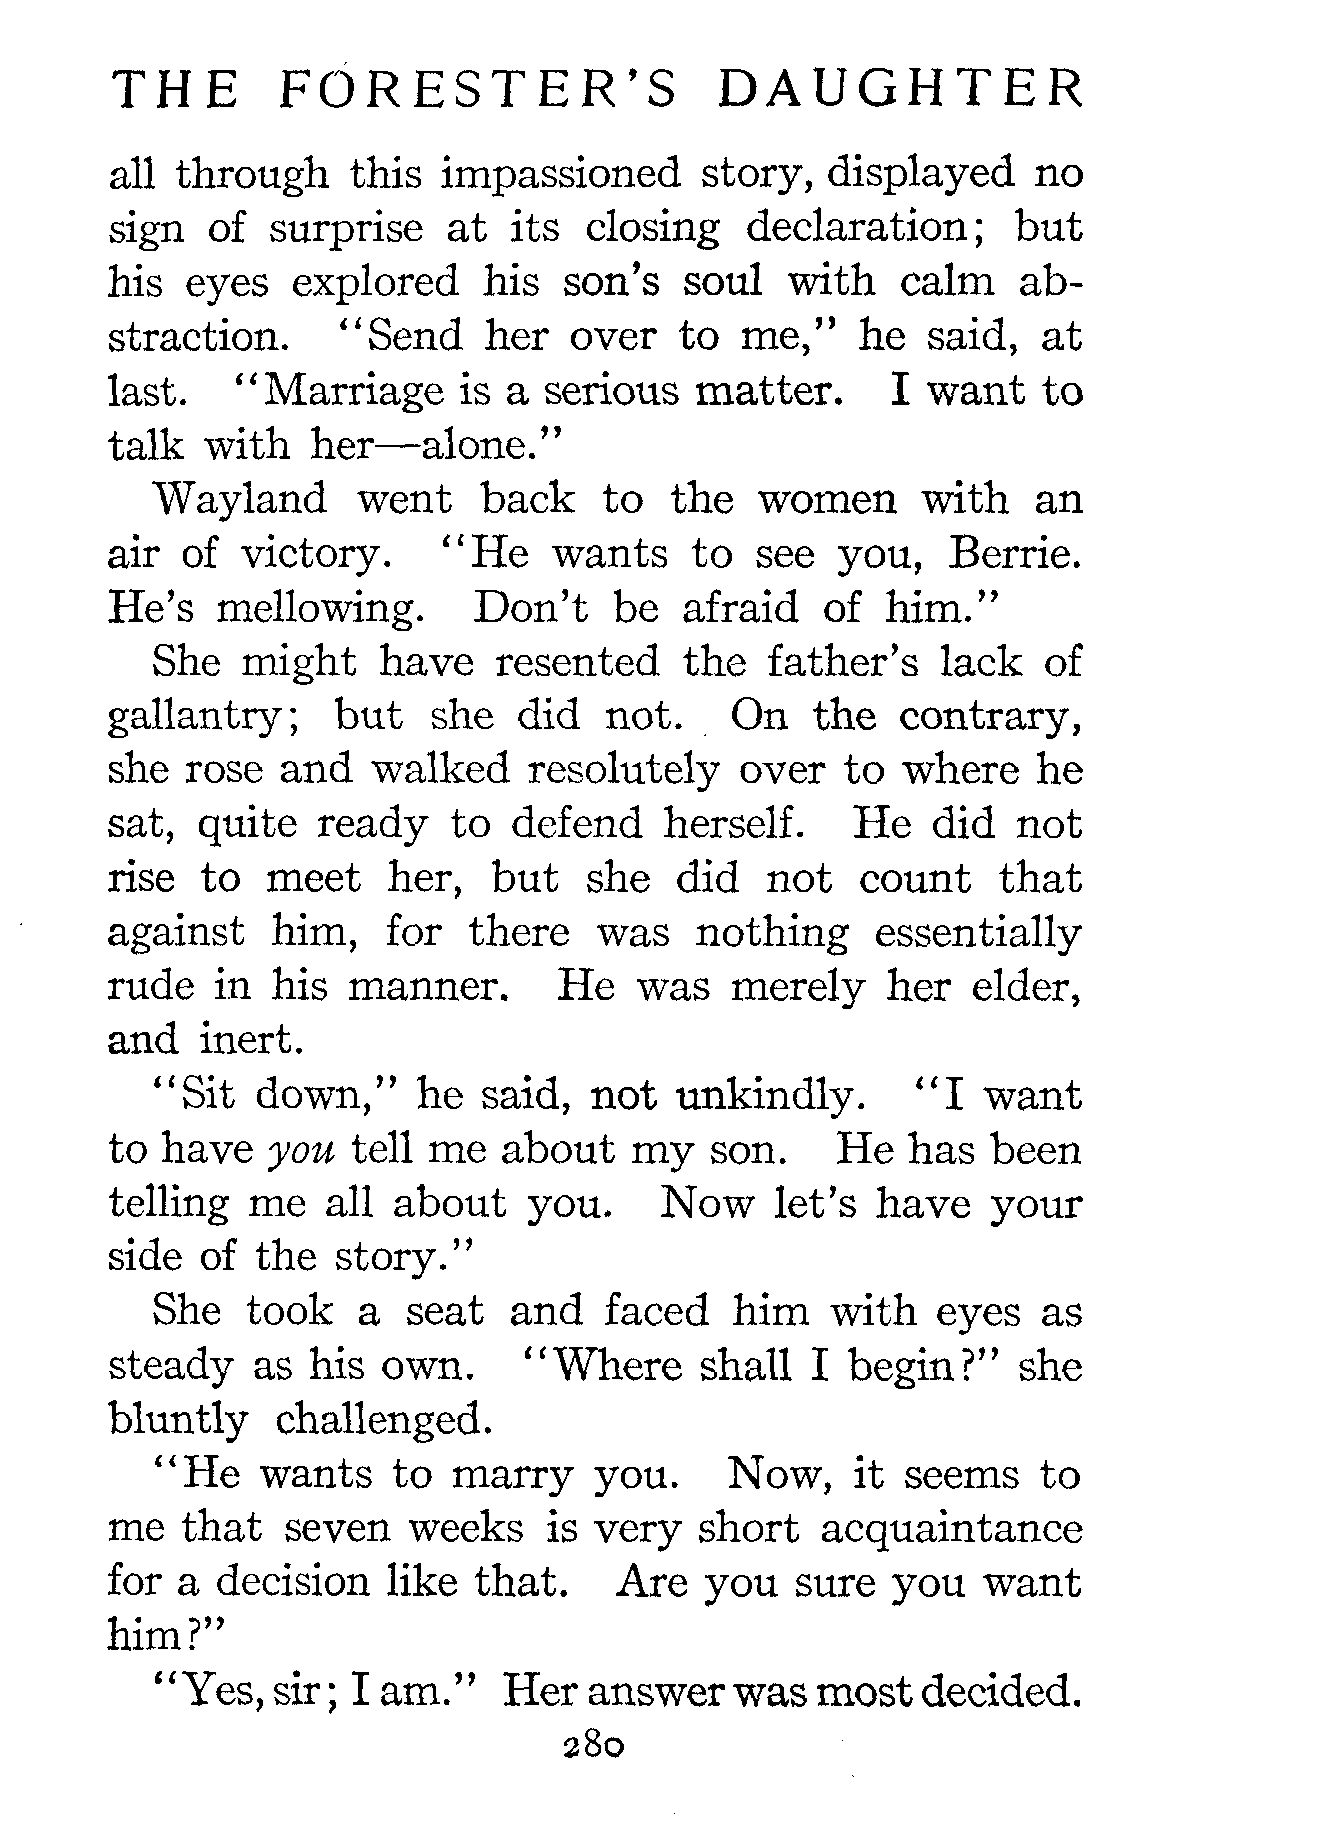 THE FORESTER'S DAUGHTER
all through this impassioned story, displayed no
sign of surprise at its closing declaration; but
his eyes explored his son's soul with calm ab-
straction. "Send her over to me," he said, at
last. "Marriage is a serious matter. I want to
talk with her—alone."
Wayland went back to the women with an
air of victory. "He wants to see you, Berrie.
He's mellowing. Don't be afraid of him."
She might have resented the father's lack of
gallantry; but she did not. On the contrary,
she rose and walked resolutely over to where he
sat, quite ready to defend herself. He did not
rise to meet her, but she did not count that
against him, for there was nothing essentially
rude in his manner. He was merely her elder,
and inert.
"Sit down," he said, not unkindly. "I want
to have you tell me about my son. He has been
telling me all about you. Now let's have your
side of the story."
She took a seat and faced him with eyes as
steady as his own. "Where shall I begin?" she
bluntly challenged.
"He wants to marry you. Now, it seems to
me that seven weeks is very short acquaintance
for a decision like that. Are you sure you want
him?"
"Yes, sir; I am." Her answer was most decided.
280